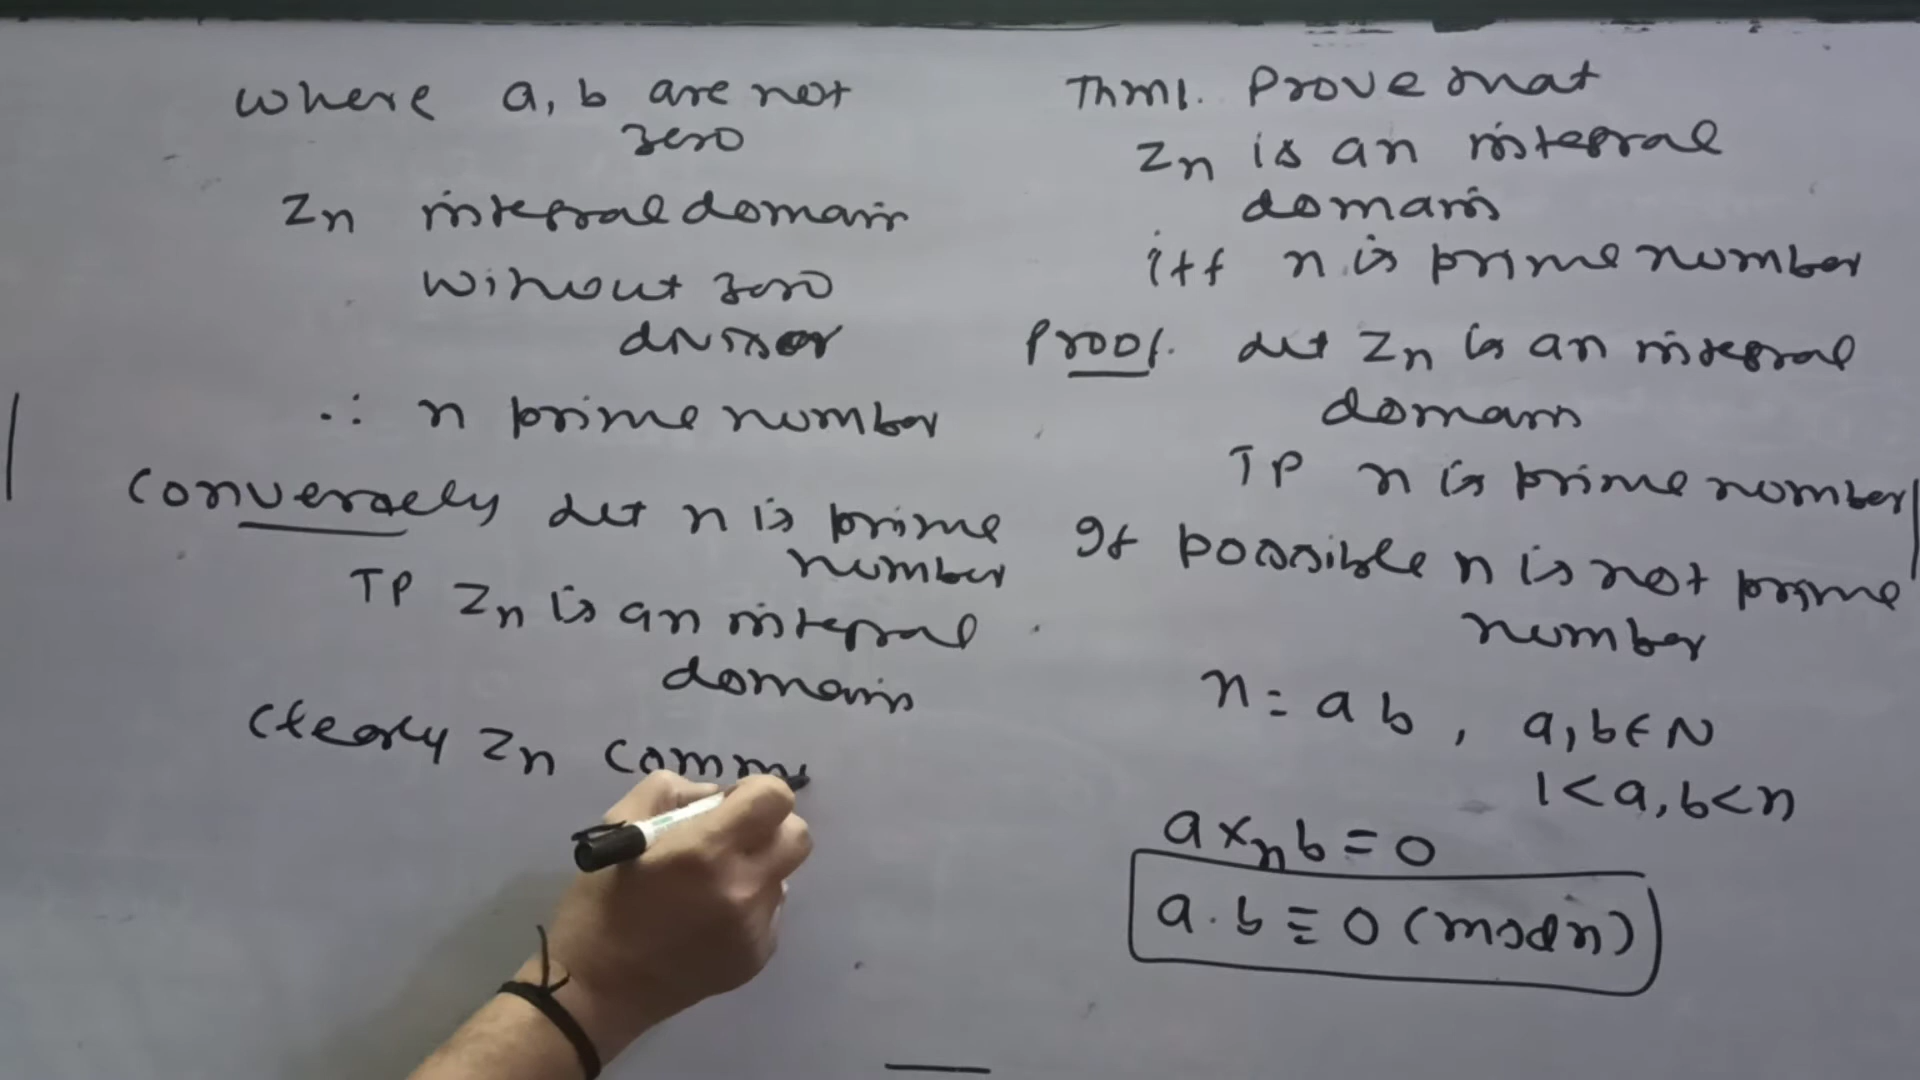 Thm1. Prove that
Zn is an integral
domain
iff n is prime number
Proof. Let Zn is an integral
domain
TP n is prime number
If possible n is not prime
number
n = ab, a,b∈N
1<a,b<n
a ×n b = 0
a.b ≡ 0 (mod n)
where a, b are not
zero
Zn integral domain
without zero
divisor
∴ n prime number
Conversely Let n is prime
number
TP Zn is an integral
domain
Clearly Zn comm